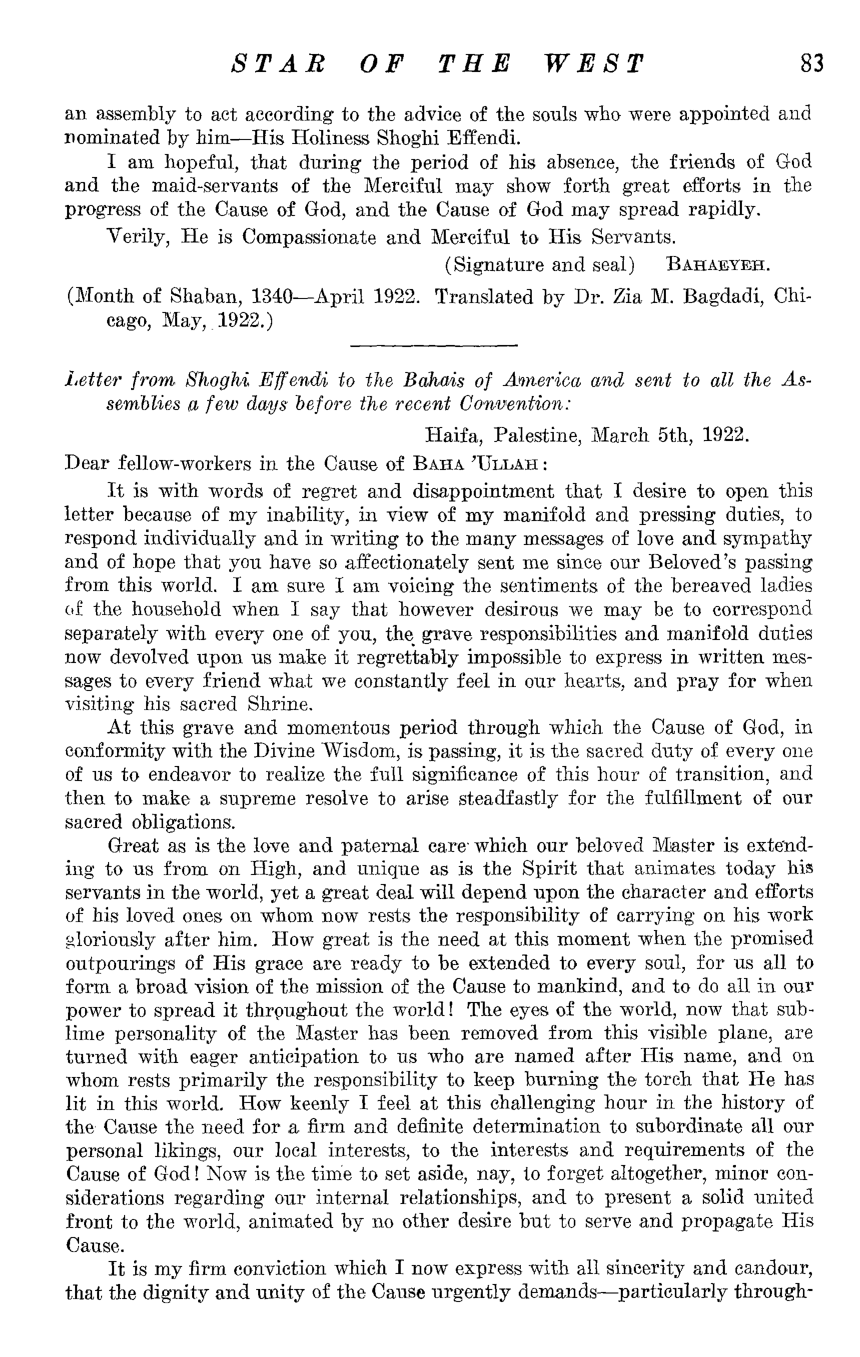 STAR OF THE WEST 83
an assembly to act according to the advice of the souls who were appointed and
nominated by him—His Holiness Shoghi Effendi.
I am hopeful, that during the period of his absence, the friends of God
and the maid-servants of the Merciful may show forth great efforts in the
progress of the Cause of God, and the Cause of God may spread rapidly.
Verily, He is Compassionate and Merciful to His Servants.
(Signature and seal) BAHAEYEH.
(Month of Shaban, 1340—April 1922. Translated by Dr. Zia M. Bagdadi, Chi-
cago, May, 1922.)
Letter from Shoghi Effendi to the Bahais of America and sent to all the As-
semblies a few days before the recent Convention:
Haifa, Palestine, March 5th, 1922.
Dear fellow-workers in the Cause of BAHA 'ULLAH:
It is with words of regret and disappointment that I desire to open this
letter because of my inability, in view of my manifold and pressing duties, to
respond individually and in writing to the many messages of love and sympathy
and of hope that you have so affectionately sent me since our Beloved's passing
from this world. I am sure I am voicing the sentiments of the bereaved ladies
of the household when I say that however desirous we may be to correspond
separately with every one of you, the grave responsibilities and manifold duties
now devolved upon us make it regrettably impossible to express in written mes-
sages to every friend what we constantly feel in our hearts, and pray for when
visiting his sacred Shrine.
At this grave and momentous period through which the Cause of God, in
conformity with the Divine Wisdom, is passing, it is the sacred duty of every one
of us to endeavor to realize the full significance of this hour of transition, and
then to make a supreme resolve to arise steadfastly for the fulfillment of our
sacred obligations.
Great as is the love and paternal care which our beloved Master is extend-
ing to us from on High, and unique as is the Spirit that animates today his
servants in the world, yet a great deal will depend upon the character and efforts
of his loved ones on whom now rests the responsibility of carrying on his work
gloriously after him. How great is the need at this moment when the promised
outpourings of His grace are ready to be extended to every soul, for us all to
form a broad vision of the mission of the Cause to mankind, and to do all in our
power to spread it throughout the world! The eyes of the world, now that sub-
lime personality of the Master has been removed from this visible plane, are
turned with eager anticipation to us who are named after His name, and on
whom rests primarily the responsibility to keep burning the torch that He has
lit in this world. How keenly I feel at this challenging hour in the history of
the Cause the need for a firm and definite determination to subordinate all our
personal likings, our local interests, to the interests and requirements of the
Cause of God! Now is the time to set aside, nay, to forget altogether, minor con-
siderations regarding our internal relationships, and to present a solid united
front to the world, animated by no other desire but to serve and propagate His
Cause.
It is my firm conviction which I now express with all sincerity and candour,
that the dignity and unity of the Cause urgently demands—particularly through-